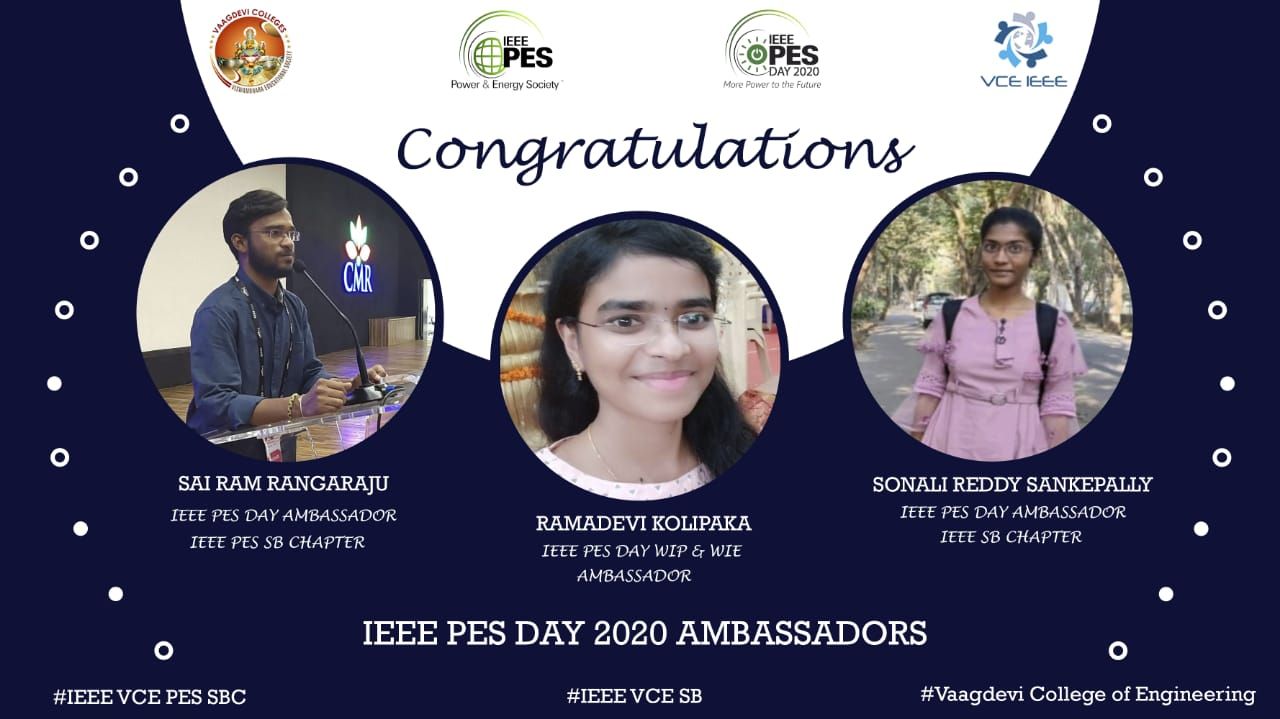 VAAGDEVI COLLEGES
VISWAMBHARA EDUCATIONAL SOCIETY
IEEE
PES
Power & Energy Society
IEEE
PES
DAY 2020
More Power to the Future
VCE IEEE
Congratulations
CMR
SAI RAM RANGARAJU
IEEE PES DAY AMBASSADOR
IEEE PES SB CHAPTER
RAMADEVI KOLIPAKA
IEEE PES DAY WIP & WIE
AMBASSADOR
SONALI REDDY SANKEPALLY
IEEE PES DAY AMBASSADOR
IEEE SB CHAPTER
IEEE PES DAY 2020 AMBASSADORS
#IEEE VCE PES SBC
#IEEE VCE SB
#Vaagdevi College of Engineering